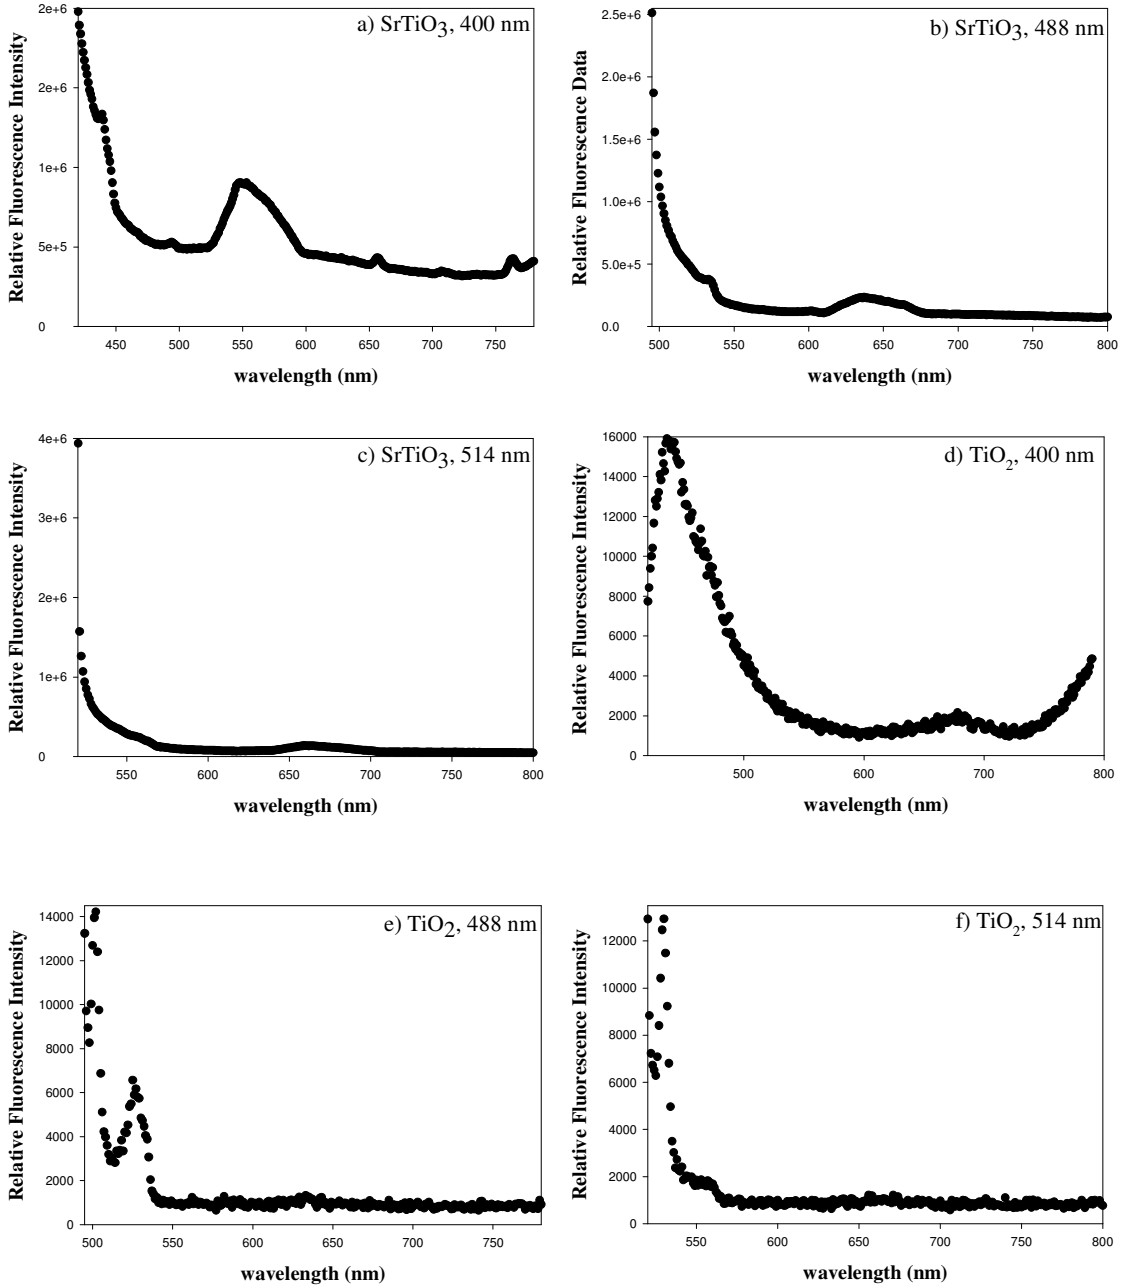 a) SrTiO3, 400 nm
Relative Fluorescence Intensity
2e+6
2e+6
1e+6
5e+5
0
450 500 550 600 650 700 750
wavelength (nm)
b) SrTiO3, 488 nm
Relative Fluorescence Data
2.5e+6
2.0e+6
1.5e+6
1.0e+6
5.0e+5
0.0
500 550 600 650 700 750 800
wavelength (nm)
c) SrTiO3, 514 nm
Relative Fluorescence Intensity
4e+6
3e+6
2e+6
1e+6
0
550 600 650 700 750 800
wavelength (nm)
d) TiO2, 400 nm
Relative Fluorescence Intensity
16000
14000
12000
10000
8000
6000
4000
2000
0
500 600 700 800
wavelength (nm)
e) TiO2, 488 nm
Relative Fluorescence Intensity
14000
12000
10000
8000
6000
4000
2000
0
500 550 600 650 700 750
wavelength (nm)
f) TiO2, 514 nm
Relative Fluorescence Intensity
12000
10000
8000
6000
4000
2000
0
550 600 650 700 750 800
wavelength (nm)